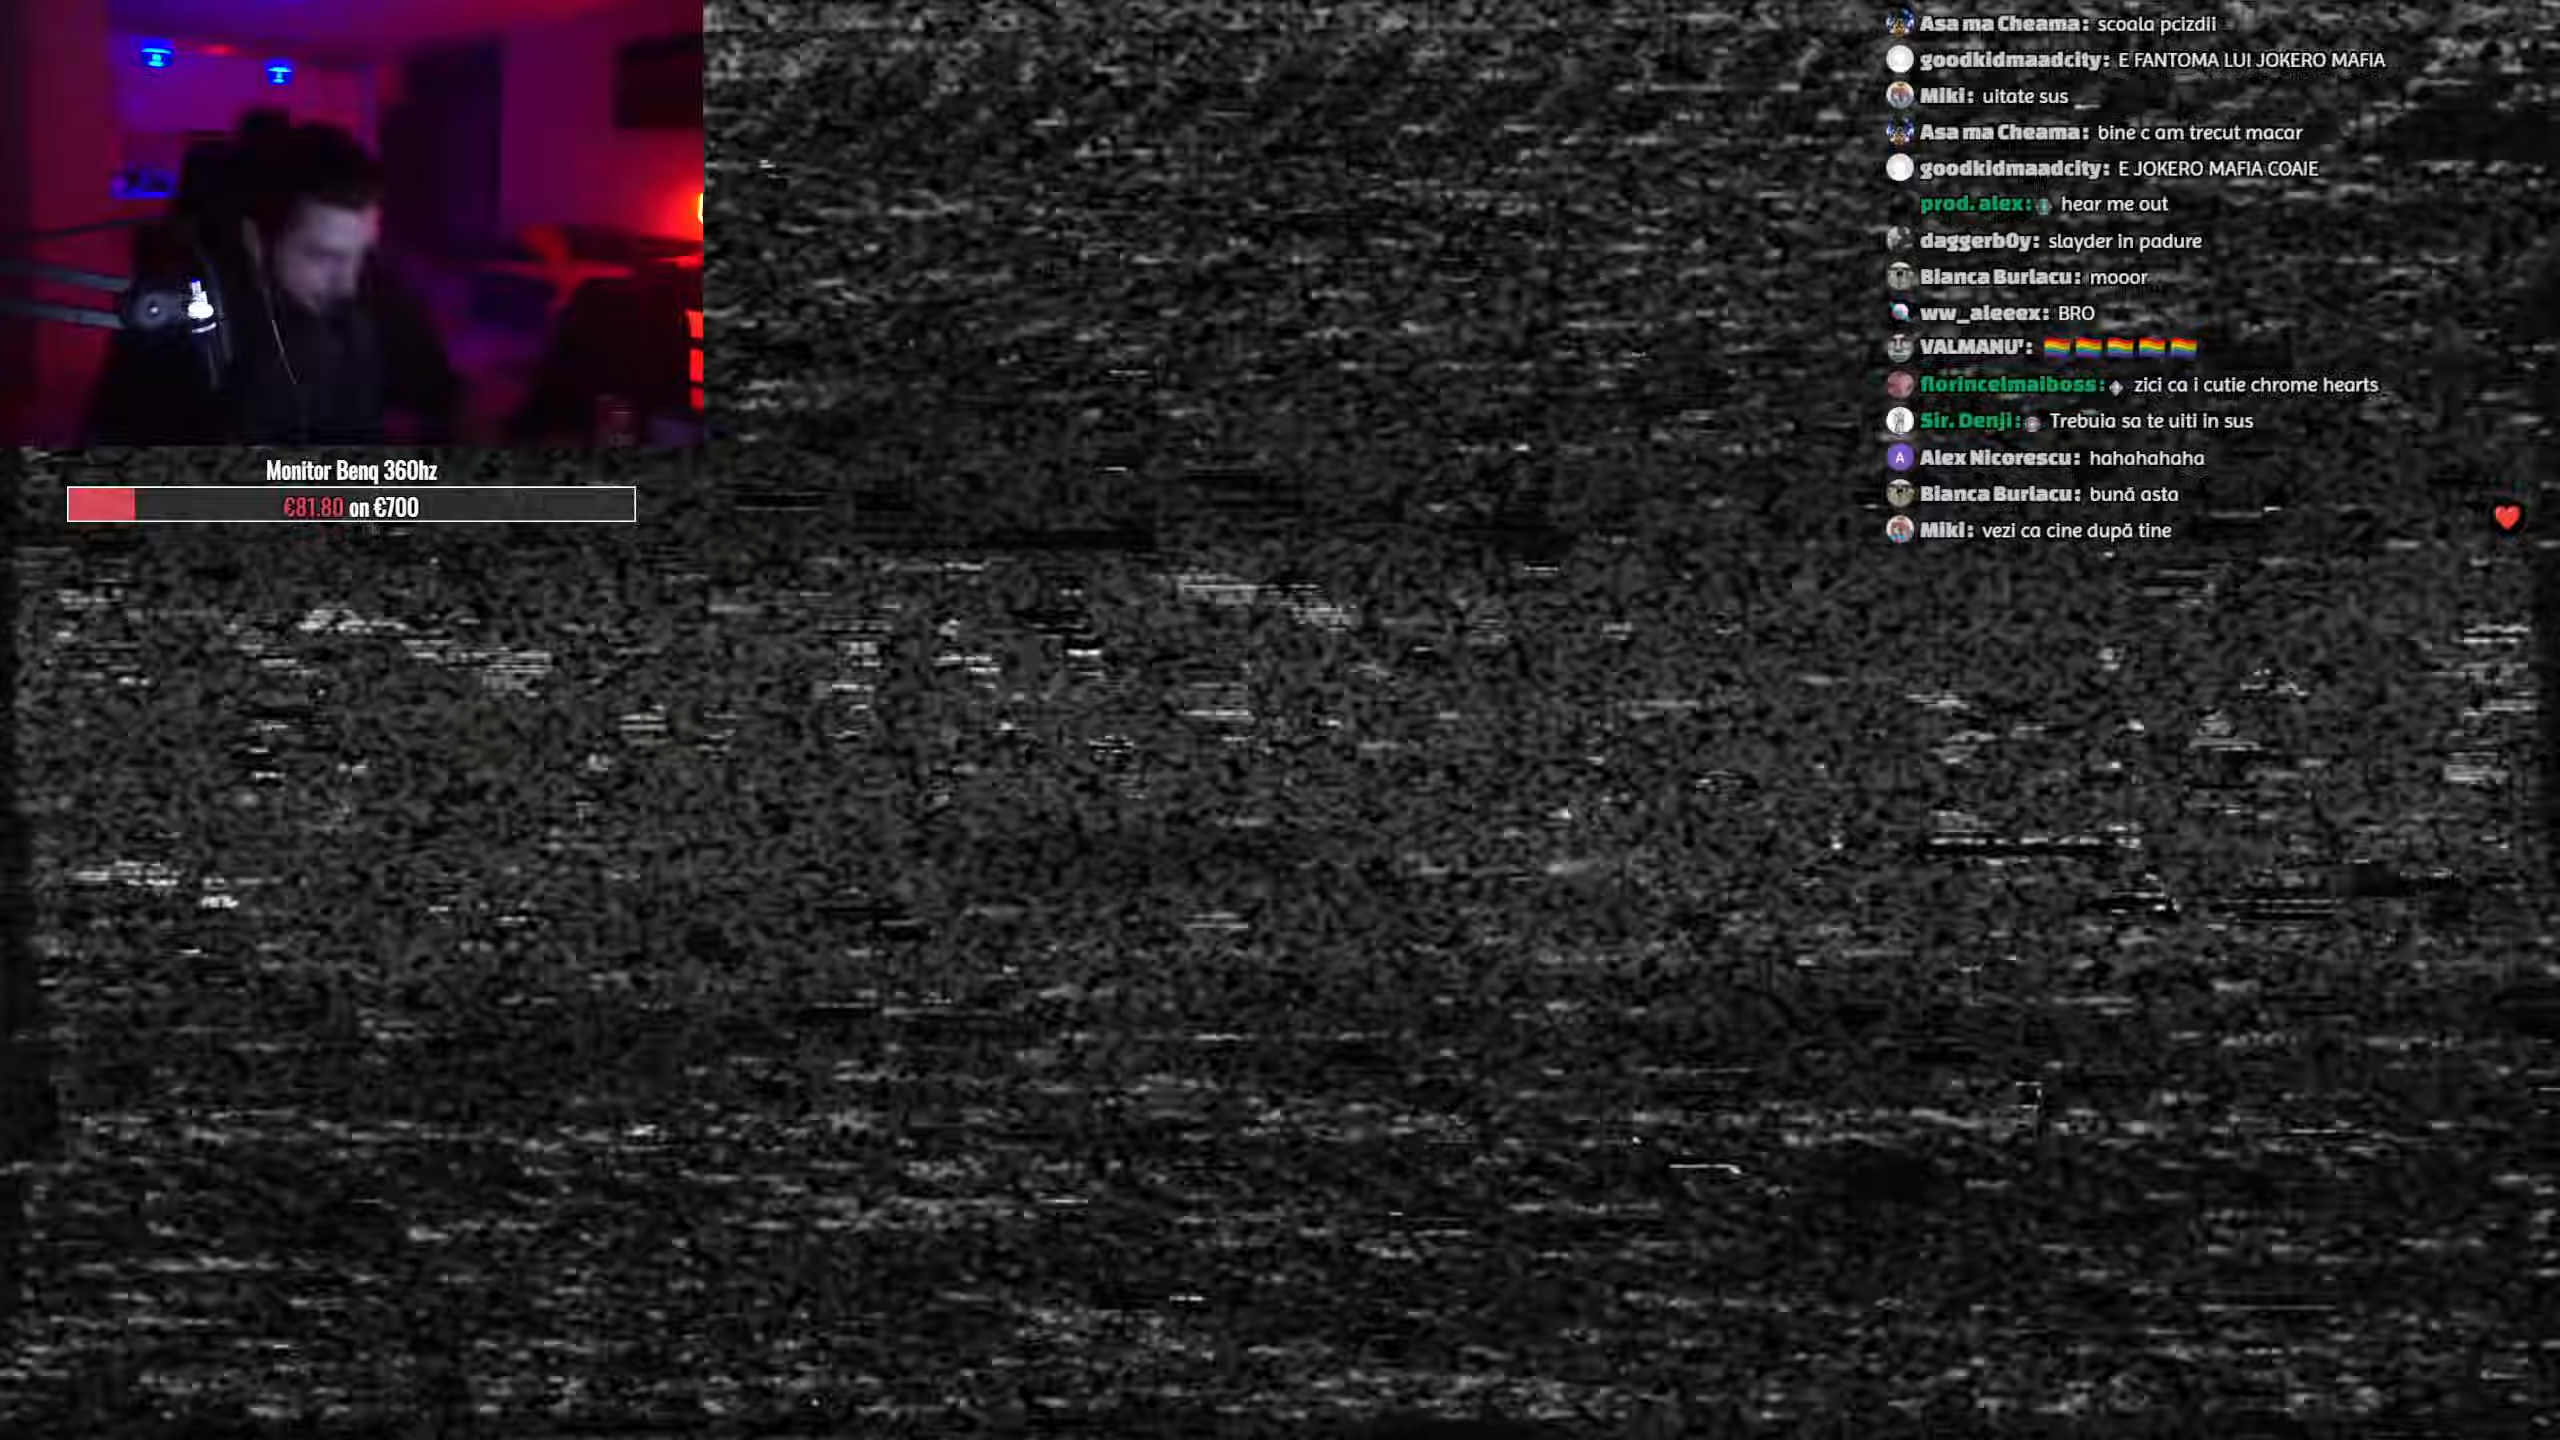 Asa ma Cheama: scoala pcizdii
goodkidmaadcity: E FANTOMA LUI JOKERO MAFIA
Miki: uitate sus
Asa ma Cheama: bine c am trecut macar
goodkidmaadcity: E JOKERO MAFIA COAIE
prod. alex: hear me out
daggerb0y: slayder in padure
Bianca Burlacu: mooor
ww_aleeex: BRO
VALMANU': 🏳️‍🌈🏳️‍🌈🏳️‍🌈🏳️‍🌈🏳️‍🌈
florincelmaiboss: zici ca i cutie chrome hearts
Sir. Denji: Trebuia sa te uiti in sus
A Alex Nicorescu: hahahahaha
Bianca Burlacu: bună asta
Miki: vezi ca cine după tine
Monitor Benq 360hz
€81.80 on €700